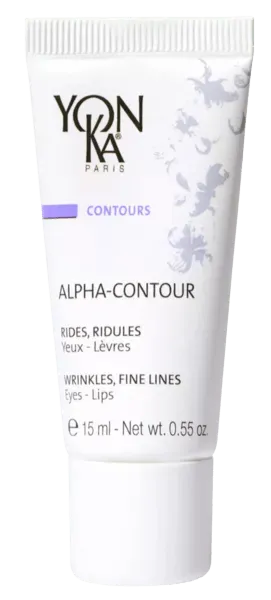 YON
KA®
PARIS
CONTOURS
ALPHA-CONTOUR
RIDES, RIDULES
Yeux - Lèvres
WRINKLES, FINE LINES
Eyes - Lips
℮ 15 ml - Net wt. 0.55 oz.